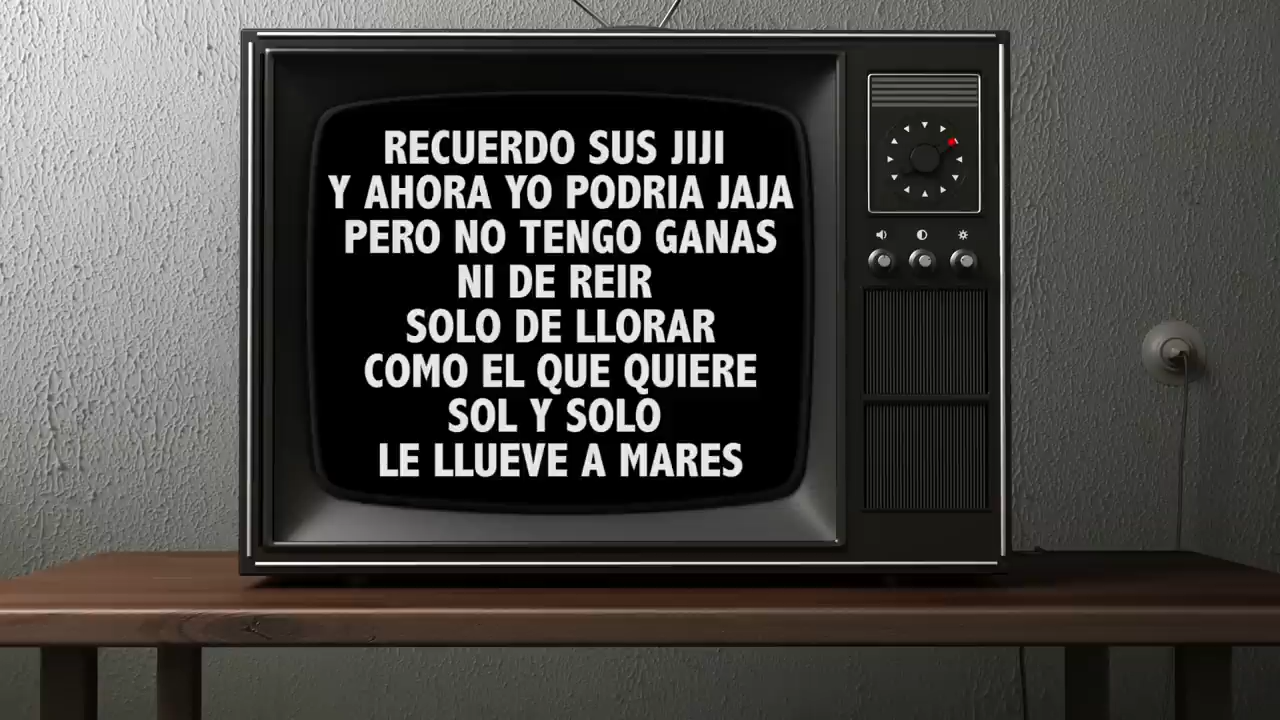 RECUERDO SUS JIJI
Y AHORA YO PODRIA JAJA
PERO NO TENGO GANAS
NI DE REIR
SOLO DE LLORAR
COMO EL QUE QUIERE
SOL Y SOLO
LE LLUEVE A MARES